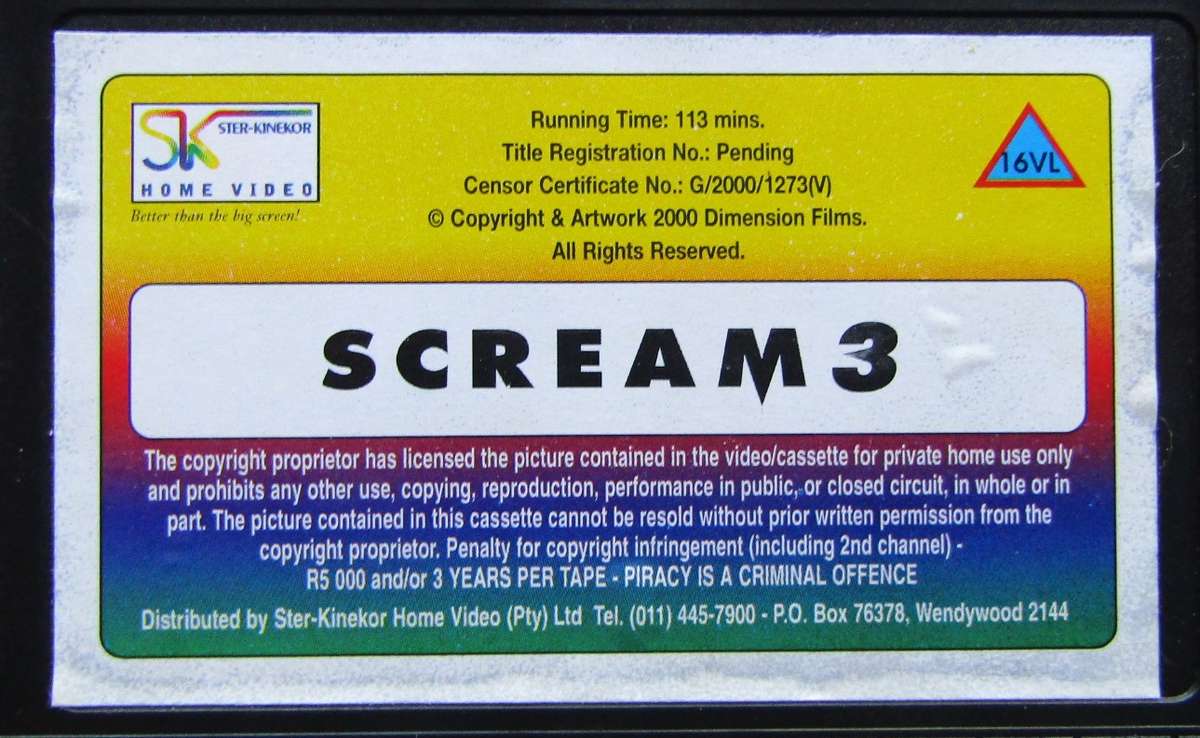 SK STER-KINEKOR
HOME VIDEO
Better than the big screen!
Running Time: 113 mins.
Title Registration No.: Pending
Censor Certificate No.: G/2000/1273(V)
© Copyright & Artwork 2000 Dimension Films.
All Rights Reserved.
16VL
SCREAM 3
The copyright proprietor has licensed the picture contained in the video/cassette for private home use only
and prohibits any other use, copying, reproduction, performance in public, or closed circuit, in whole or in
part. The picture contained in this cassette cannot be resold without prior written permission from the
copyright proprietor. Penalty for copyright infringement (including 2nd channel) -
R5 000 and/or 3 YEARS PER TAPE - PIRACY IS A CRIMINAL OFFENCE
Distributed by Ster-Kinekor Home Video (Pty) Ltd Tel. (011) 445-7900 - P.O. Box 76378, Wendywood 2144